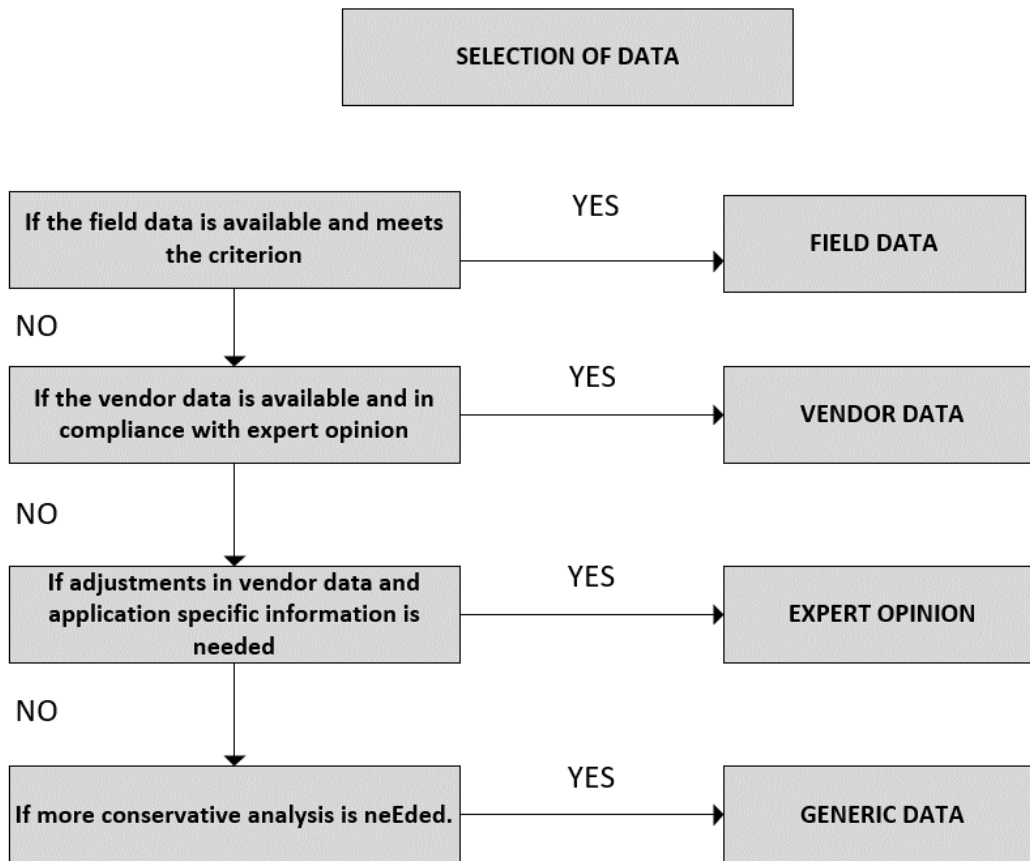 SELECTION OF DATA
If the field data is available and meets
the criterion
YES
FIELD DATA
NO
If the vendor data is available and in
compliance with expert opinion
YES
VENDOR DATA
NO
If adjustments in vendor data and
application specific information is
needed
YES
EXPERT OPINION
NO
If more conservative analysis is neEded.
YES
GENERIC DATA